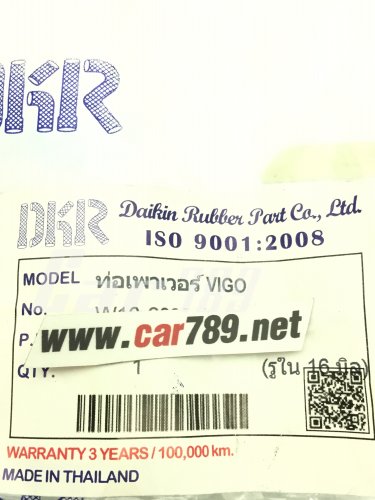 DKR
DKR Daikin Rubber Part Co., Ltd.
ISO 9001:2008
MODEL ท่อเพาเวอร์ VIGO
No.
www.car789.net
P.
QTY. 1 (รูใน 16 มิล)
WARRANTY 3 YEARS / 100,000 km.
MADE IN THAILAND